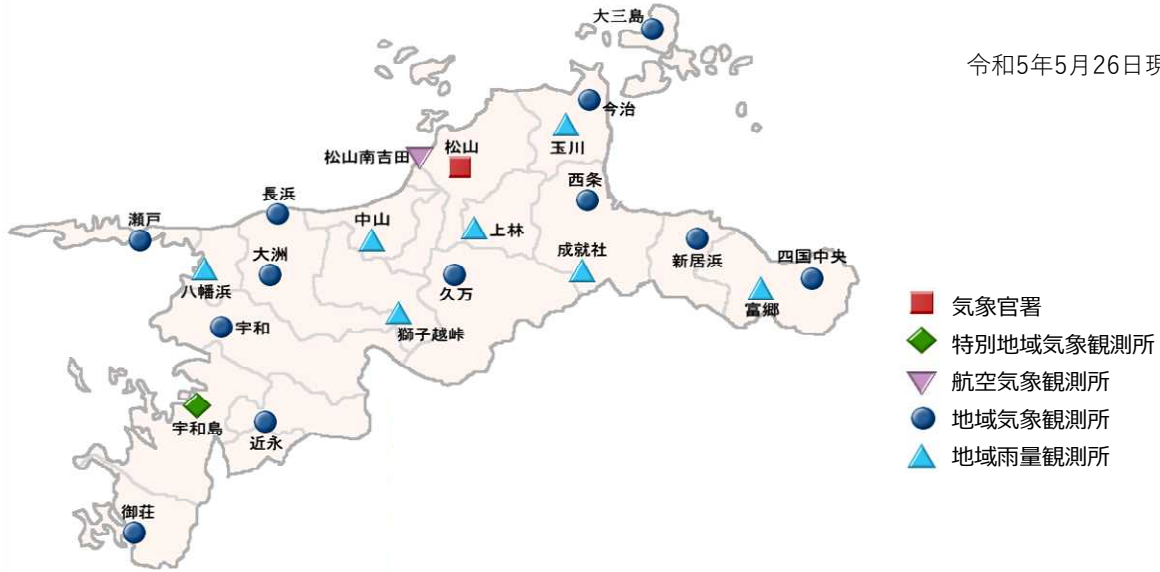 大三島
令和5年5月26日現
今治
玉川
松山
松山南吉田
西条
長浜
瀬戸
中山
上林
大洲
成就社
新居浜
四国中央
八幡浜
久万
富郷
宇和
獅子越峠
宇和島
近永
御荘
気象官署
特別地域気象観測所
航空気象観測所
地域気象観測所
地域雨量観測所